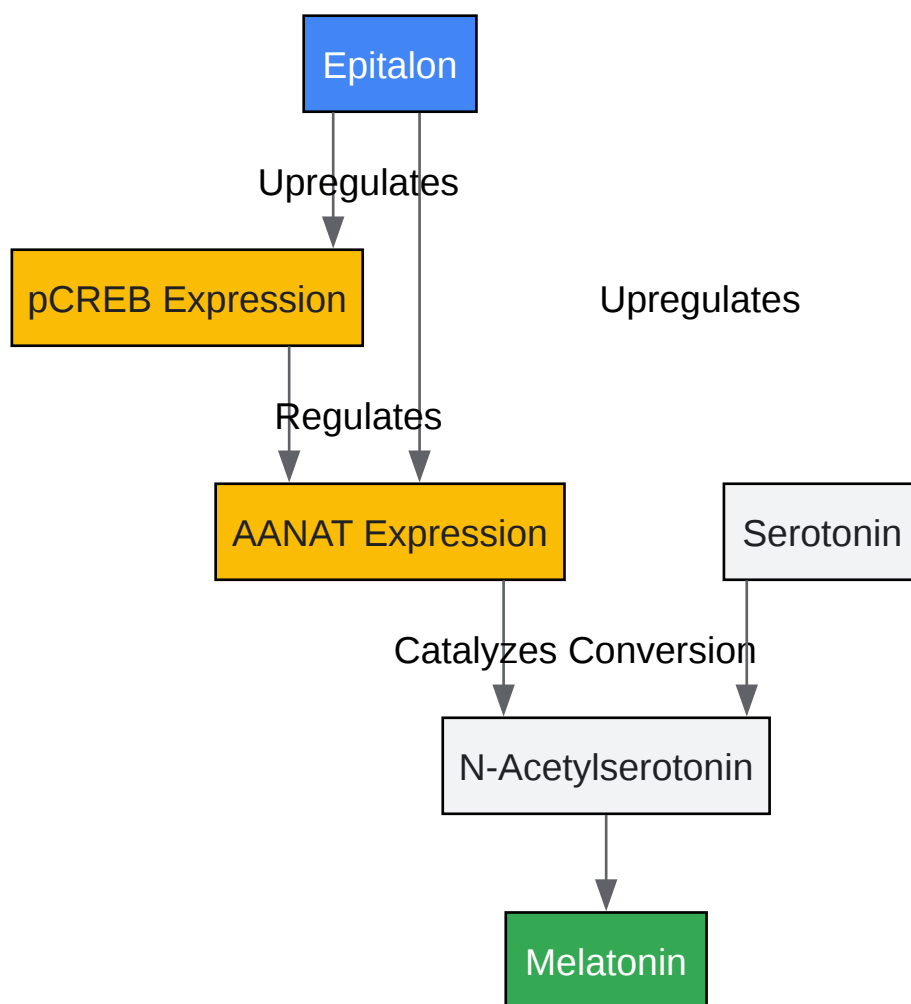 Epitalon
Upregulates
pCREB Expression
Upregulates
Regulates
AANAT Expression
Serotonin
Catalyzes Conversion
N-Acetylserotonin
Melatonin